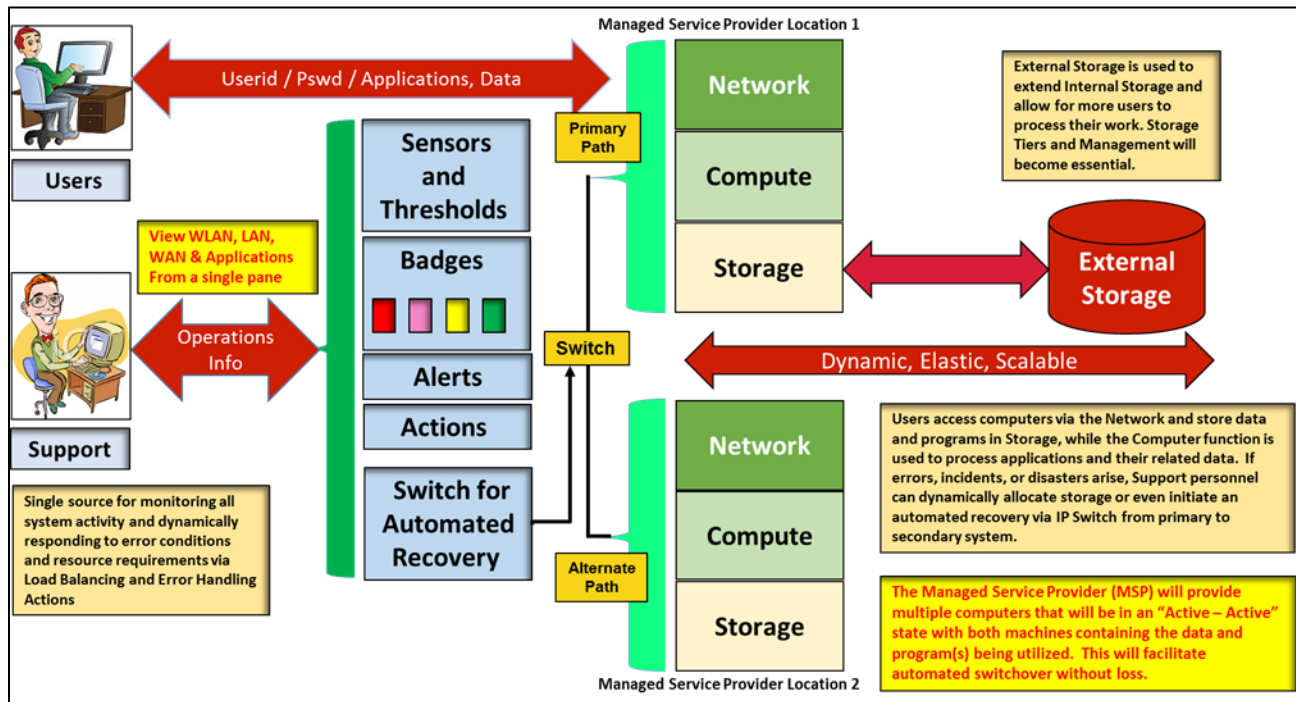 Managed Service Provider Location 1
Userid / Pswd / Applications, Data
Users
Network
Compute
Storage
Primary
Path
External Storage is used to
extend Internal Storage and
allow for more users to
process their work. Storage
Tiers and Management will
become essential.
External
Storage
Sensors
and
Thresholds
Badges
Alerts
Actions
Switch for
Automated
Recovery
View WLAN, LAN,
WAN & Applications
From a single pane
Operations
Info
Support
Single source for monitoring all
system activity and dynamically
responding to error conditions
and resource requirements via
Load Balancing and Error Handling
Actions
Switch
Dynamic, Elastic, Scalable
Alternate
Path
Network
Compute
Storage
Managed Service Provider Location 2
Users access computers via the Network and store data
and programs in Storage, while the Computer function is
used to process applications and their related data. If
errors, incidents, or disasters arise, Support personnel
can dynamically allocate storage or even initiate an
automated recovery via IP Switch from primary to
secondary system.
The Managed Service Provider (MSP) will provide
multiple computers that will be in an “Active – Active”
state with both machines containing the data and
program(s) being utilized. This will facilitate
automated switchover without loss.